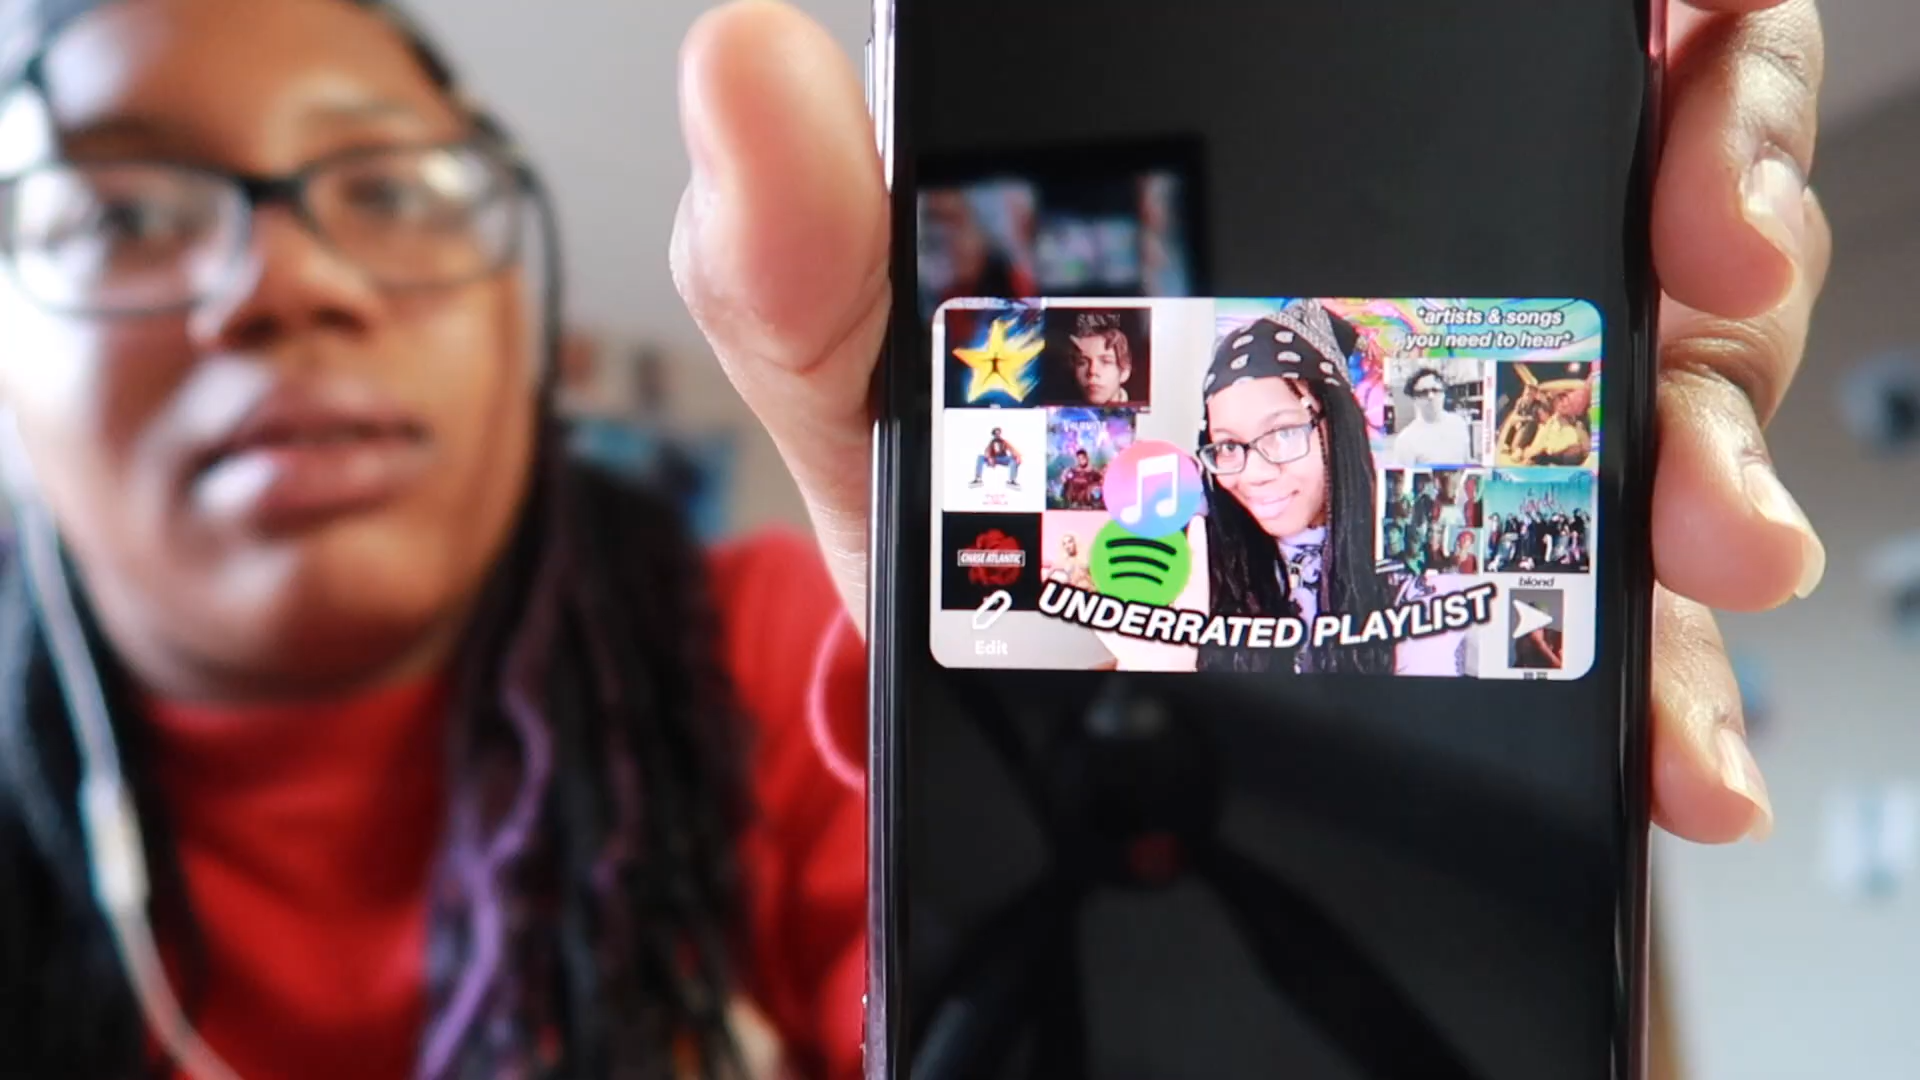 *artists & songs
you need to hear*
CHASE ATLANTIC
blond
UNDERRATED PLAYLIST
Edit